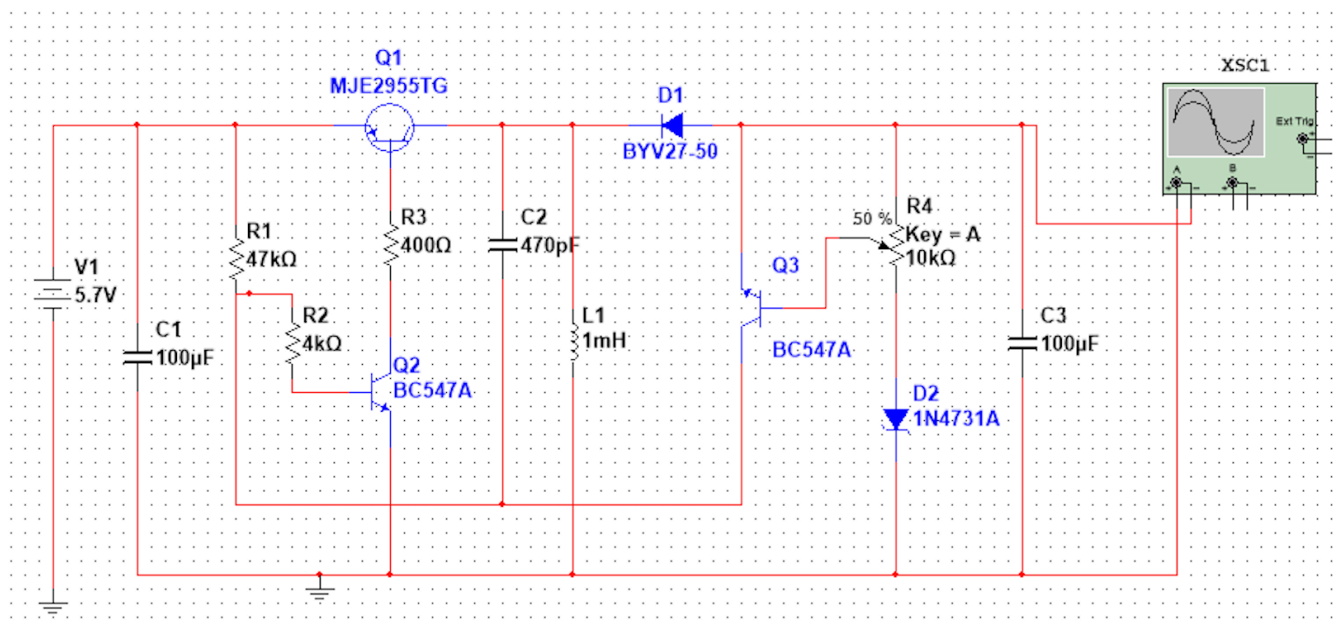 Q1
MJE2955TG
XSC1
D1
BYV27-50
Ext Trig
+
-
A
B
+ -
+ -
R1
47kΩ
R3
400Ω
C2
470pF
50 %
R4
Key = A
10kΩ
Q3
V1
5.7V
R2
4kΩ
C1
100µF
L1
1mH
C3
100µF
BC547A
Q2
BC547A
D2
1N4731A